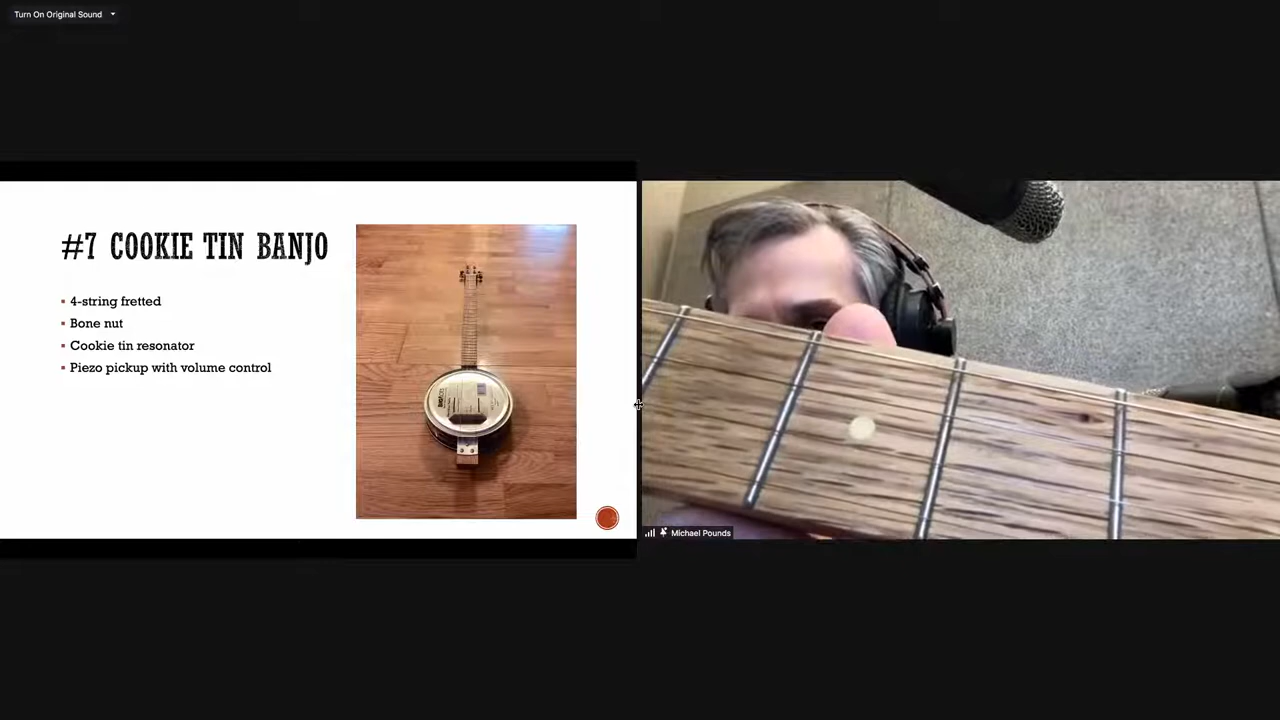 Turn On Original Sound
#7 COOKIE TIN BANJO
▪ 4-string fretted
▪ Bone nut
▪ Cookie tin resonator
▪ Piezo pickup with volume control
Michael Pounds